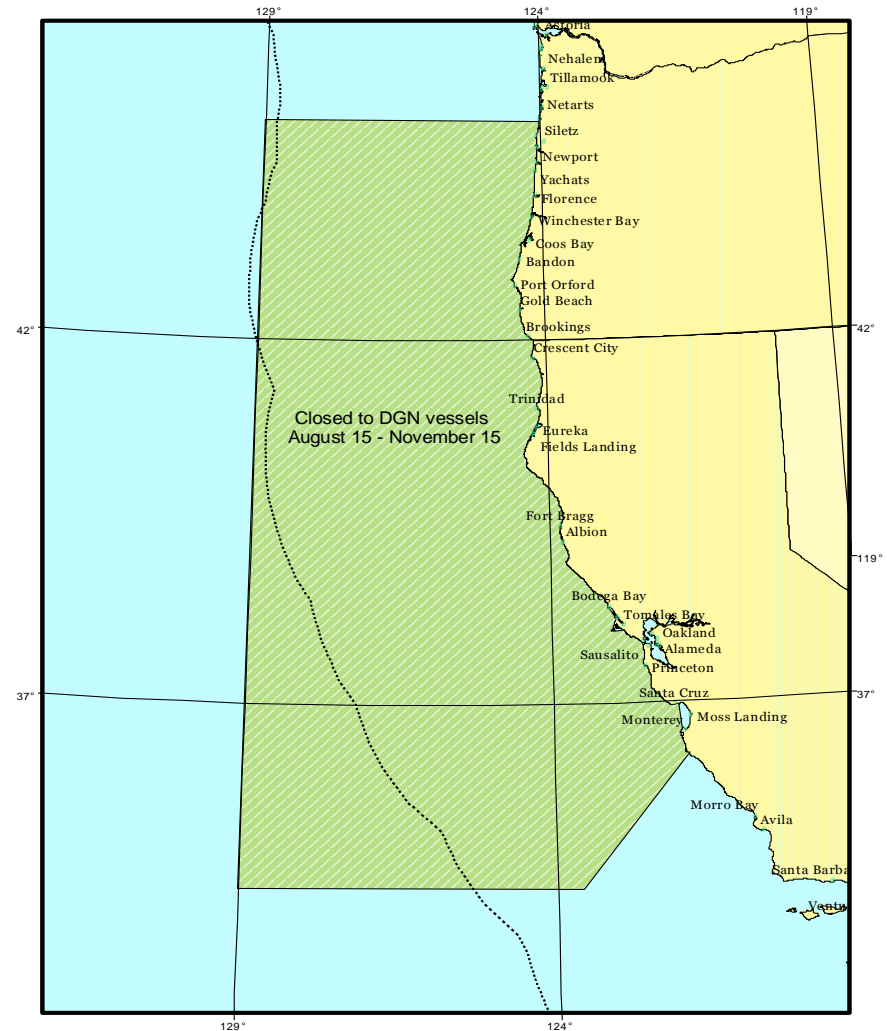 129°
124°
119°
Astoria
Nehalem
Tillamook
Netarts
Siletz
Newport
Yachats
Florence
Winchester Bay
Coos Bay
Bandon
Port Orford
Gold Beach
Brookings
42°
42°
Crescent City
Trinidad
Closed to DGN vessels
August 15 - November 15
Eureka
Fields Landing
Fort Bragg
Albion
119°
Bodega Bay
Tomales Bay
Oakland
Alameda
Sausalito
Princeton
37°
Santa Cruz
37°
Monterey
Moss Landing
Morro Bay
Avila
Santa Barba
Ventu
129°
124°